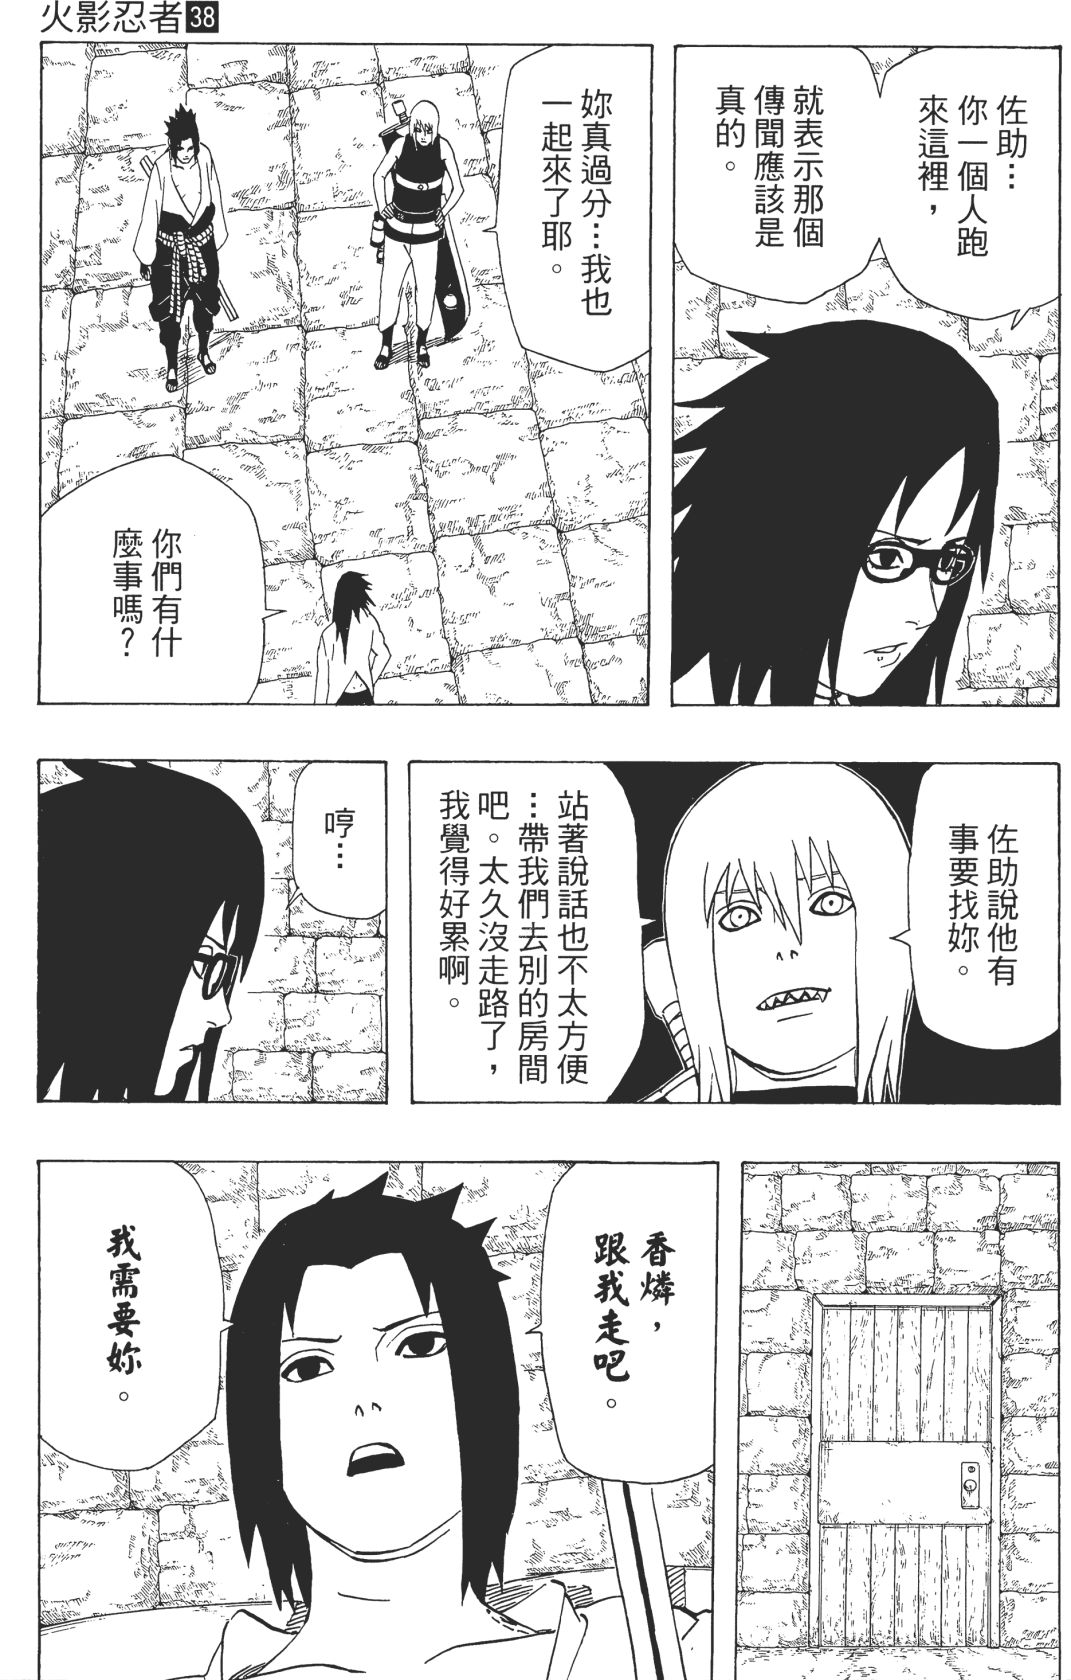 火影忍者38
佐助…
你一個人跑
來這裡，
就表示那個
傳聞應該是
真的。
妳真過分…我也
一起來了耶。
你們有什
麼事嗎？
佐助說他有
事要找妳。
站著說話也不太方便
…帶我們去別的房間
吧。太久沒走路了，
我覺得好累啊。
哼…
香燐，
跟我走吧。
我需要妳。